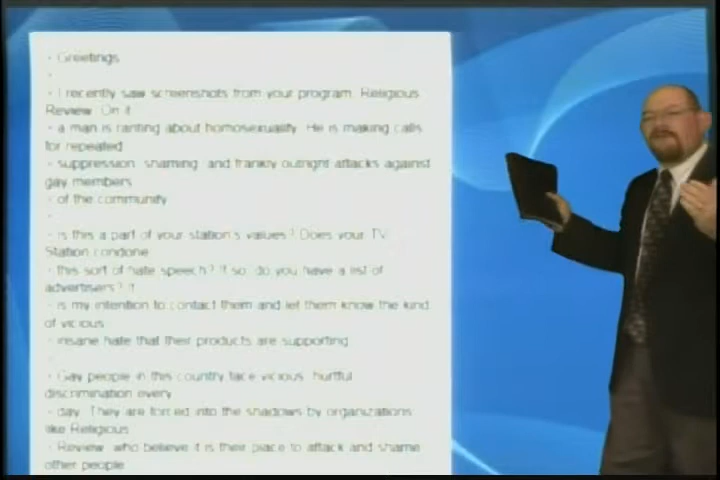 - Greetings
-
- I recently saw screenshots from your program, Religious
Review. On it
- a man is ranting about homosexuality. He is making calls
for repeated
- suppression, shaming, and frankly outright attacks against
gay members
- of the community.
-
- is this a part of your station's values? Does your TV
Station condone
- this sort of hate speech? If so, do you have a list of
advertisers? It
- is my intention to contact them and let them know the kind
of vicious
- insane hate that their products are supporting.
-
- Gay people in this country face vicious, hurtful
discrimination every
- day. They are forced into the shadows by organizations
like Religious
- Review, who believe it is their place to attack and shame
other people